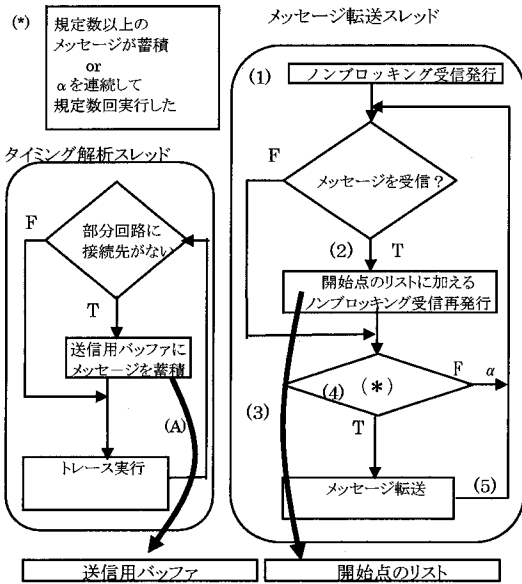 (*)
規定数以上の
メッセージが蓄積
or
αを連続して
規定数回実行した
メッセージ転送スレッド
(1)
ノンブロッキング受信発行
F
メッセージを受信?
(2)
T
開始点のリストに加える
ノンブロッキング受信再発行
(3)
(4)
(*)
F
α
T
メッセージ転送
(5)
タイミング解析スレッド
F
部分回路に
接続先がない
T
送信用バッファに
メッセージを蓄積
(A)
トレース実行
送信用バッファ
開始点のリスト